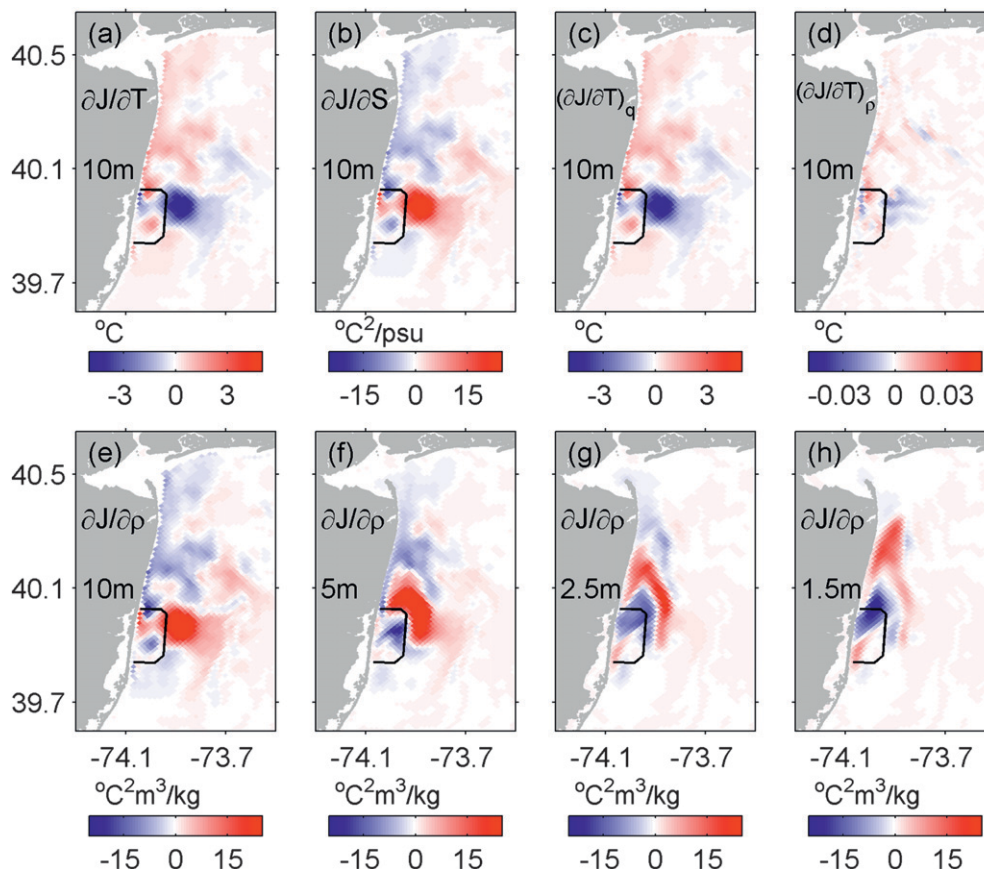 (a) (b) (c) (d)
40.5
∂J/∂T ∂J/∂S (∂J/∂T)q (∂J/∂T)ρ
40.1
10m 10m 10m 10m
39.7
°C °C²/psu °C °C
-3 0 3 -15 0 15 -3 0 3 -0.03 0 0.03
(e) (f) (g) (h)
40.5
∂J/∂ρ ∂J/∂ρ ∂J/∂ρ ∂J/∂ρ
40.1
10m 5m 2.5m 1.5m
39.7
-74.1 -73.7 -74.1 -73.7 -74.1 -73.7 -74.1 -73.7
°C²m³/kg °C²m³/kg °C²m³/kg °C²m³/kg
-15 0 15 -15 0 15 -15 0 15 -15 0 15